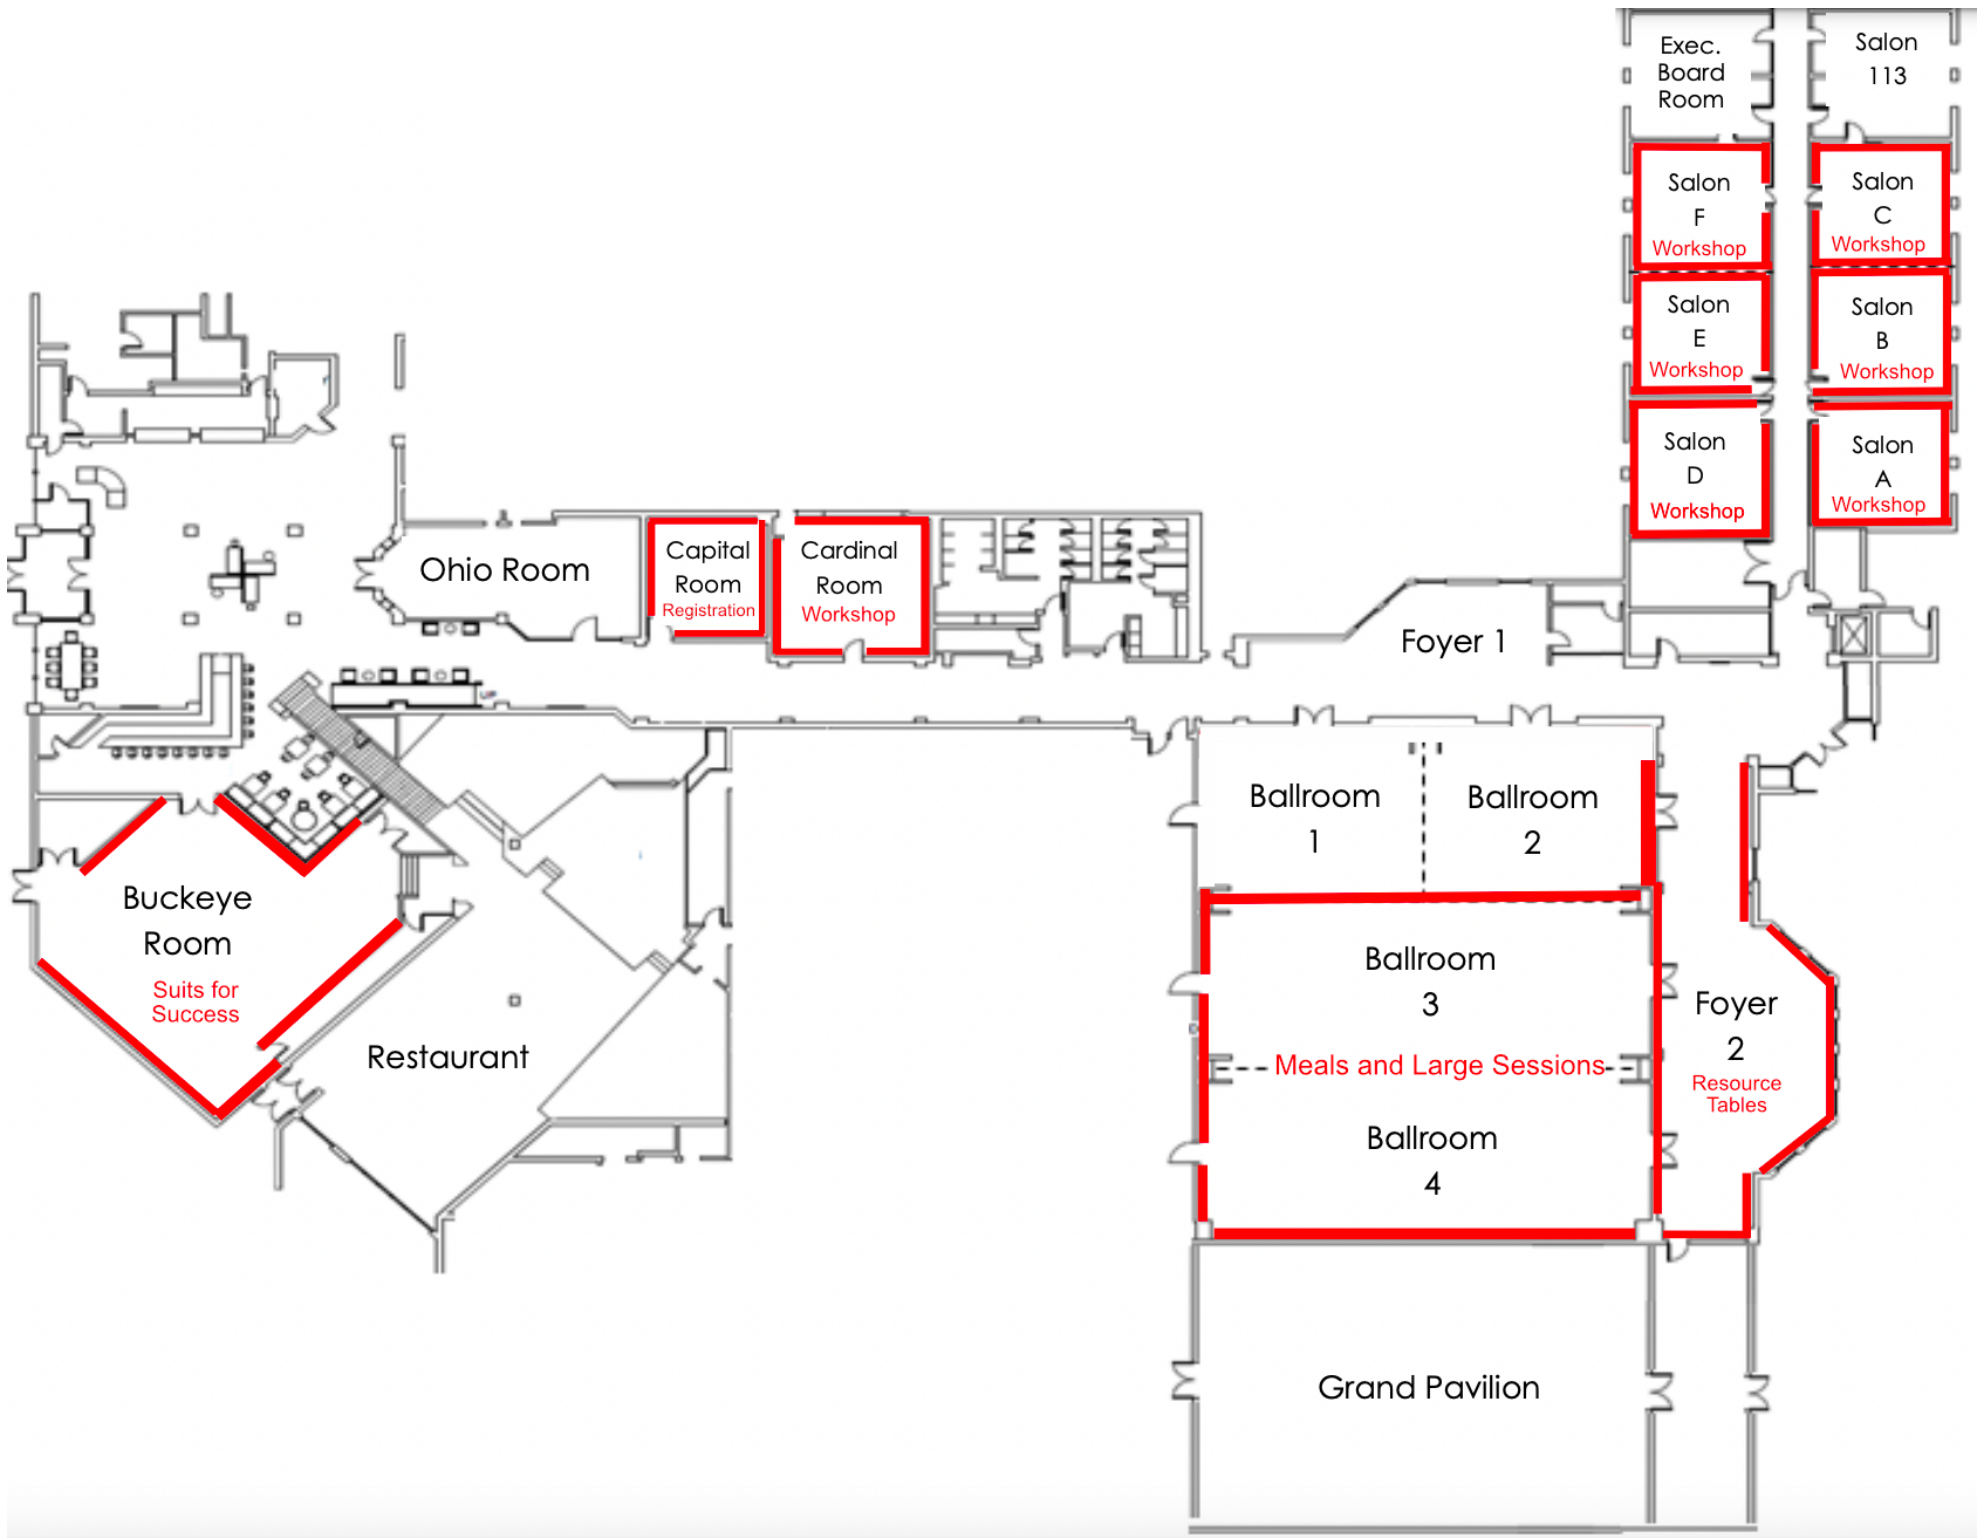 Exec.
Board
Room
Salon
113
Salon
F
Workshop
Salon
C
Workshop
Salon
E
Workshop
Salon
B
Workshop
Salon
D
Workshop
Salon
A
Workshop
Ohio Room
Capital
Room
Registration
Cardinal
Room
Workshop
Foyer 1
UP
Ballroom
1
Ballroom
2
Buckeye
Room
Suits for
Success
Restaurant
Ballroom
3
Meals and Large Sessions
Ballroom
4
Foyer
2
Resource
Tables
Grand Pavilion